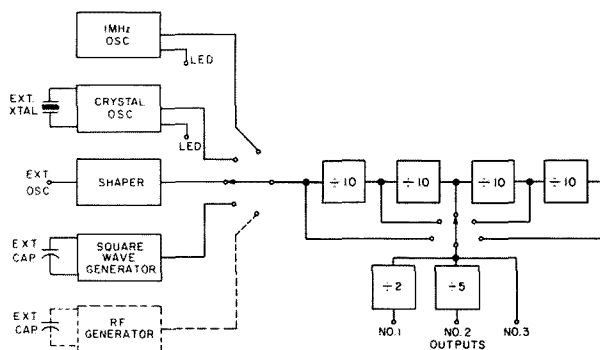 1MHz
OSC
LED
EXT.
XTAL
CRYSTAL
OSC
LED
EXT
OSC
SHAPER
÷10
÷10
÷10
÷10
EXT
CAP
SQUARE
WAVE
GENERATOR
EXT
CAP
RF
GENERATOR
÷2
÷5
NO.1
NO.2
NO.3
OUTPUTS